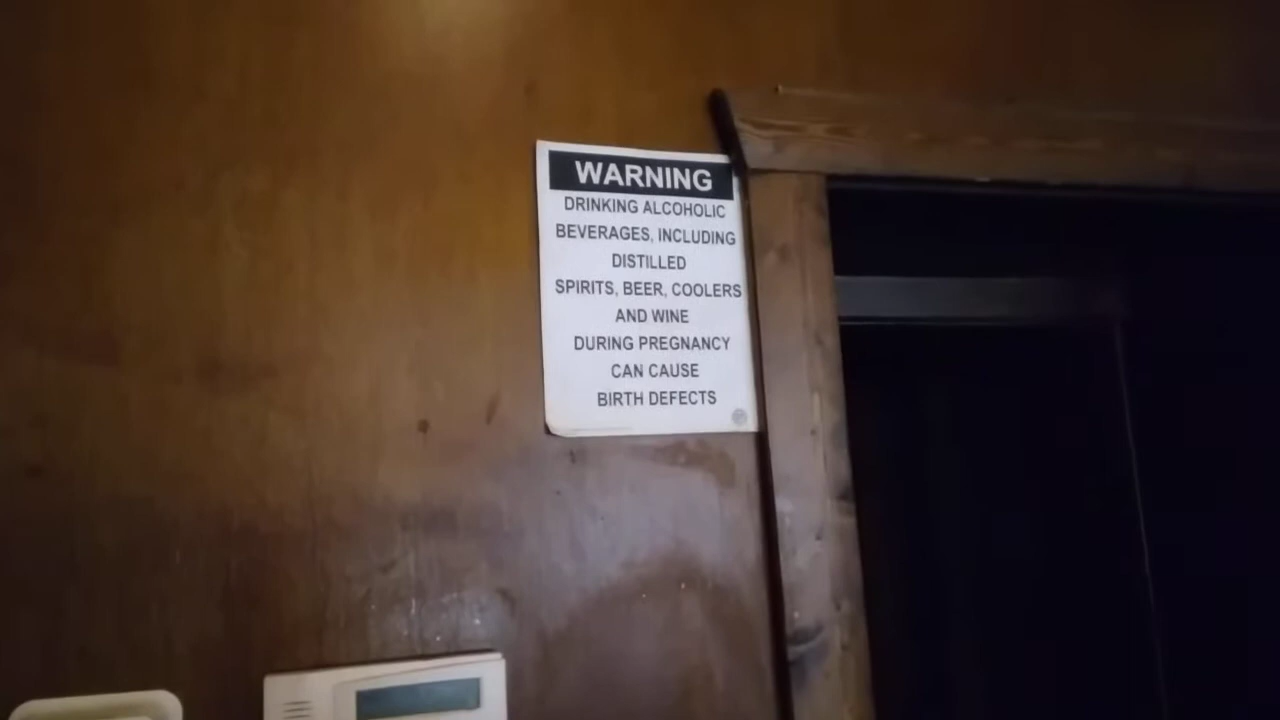 WARNING
DRINKING ALCOHOLIC
BEVERAGES, INCLUDING
DISTILLED
SPIRITS, BEER, COOLERS
AND WINE
DURING PREGNANCY
CAN CAUSE
BIRTH DEFECTS